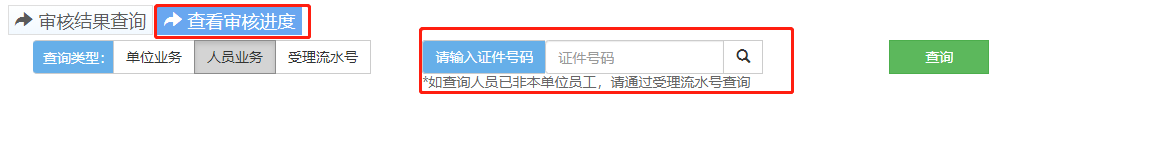 审核结果查询 查看审核进度
查询类型： 单位业务 人员业务 受理流水号 请输入证件号码 证件号码 查询
*如查询人员已非本单位员工，请通过受理流水号查询